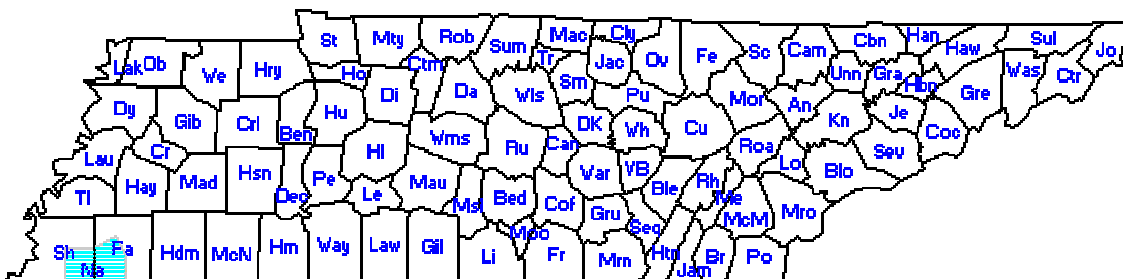 St Mty Rob Sum Mac Cly Ov Fe Sc Cam Cbn Han Haw Sul Jo
Lak Ob We Hry Ho Ctm Tr Jac Unn Gra Hbn Was Ctr
Dy Gib Crl Ben Hu Di Da Wls Sm Pu Mor An Kn Je Gre
Lau Cr Hay Mad Hsn Hl Wms Ru Can DK Wh Cu Roa Lo Blo Sev Coc
Tl Dec Pe Le Mau Msl Bed Cof War VB Ble Rh Me McM Mro
Sh Fa Hdm McN Hm Way Law Gil Li Moo Fr Gru Mrn Seq Htn Jam Br Po
Na